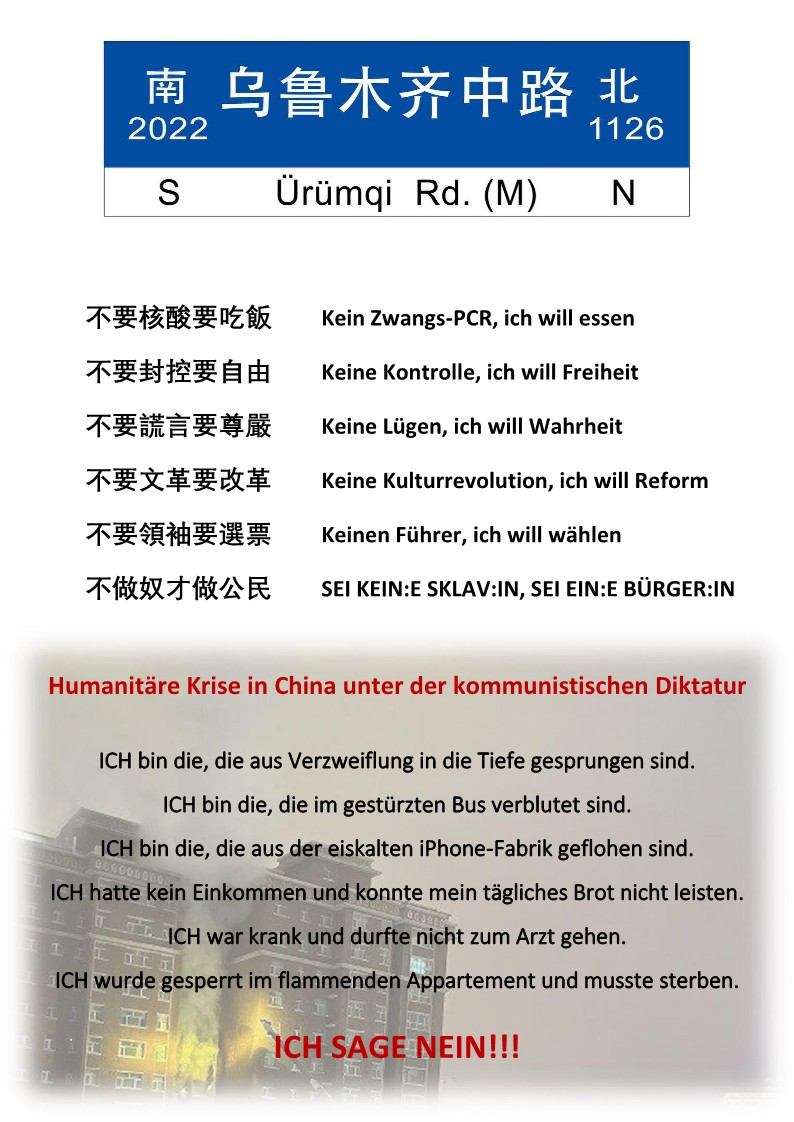 南 乌鲁木齐中路 北
2022 1126
S Ürümqi Rd. (M) N
不要核酸要吃飯 Kein Zwangs-PCR, ich will essen
不要封控要自由 Keine Kontrolle, ich will Freiheit
不要謊言要尊嚴 Keine Lügen, ich will Wahrheit
不要文革要改革 Keine Kulturrevolution, ich will Reform
不要領袖要選票 Keinen Führer, ich will wählen
不做奴才做公民 SEI KEIN:E SKLAV:IN, SEI EIN:E BÜRGER:IN
Humanitäre Krise in China unter der kommunistischen Diktatur
ICH bin die, die aus Verzweiflung in die Tiefe gesprungen sind.
ICH bin die, die im gestürzten Bus verblutet sind.
ICH bin die, die aus der eiskalten iPhone-Fabrik geflohen sind.
ICH hatte kein Einkommen und konnte mein tägliches Brot nicht leisten.
ICH war krank und durfte nicht zum Arzt gehen.
ICH wurde gesperrt im flammenden Appartement und musste sterben.
ICH SAGE NEIN!!!